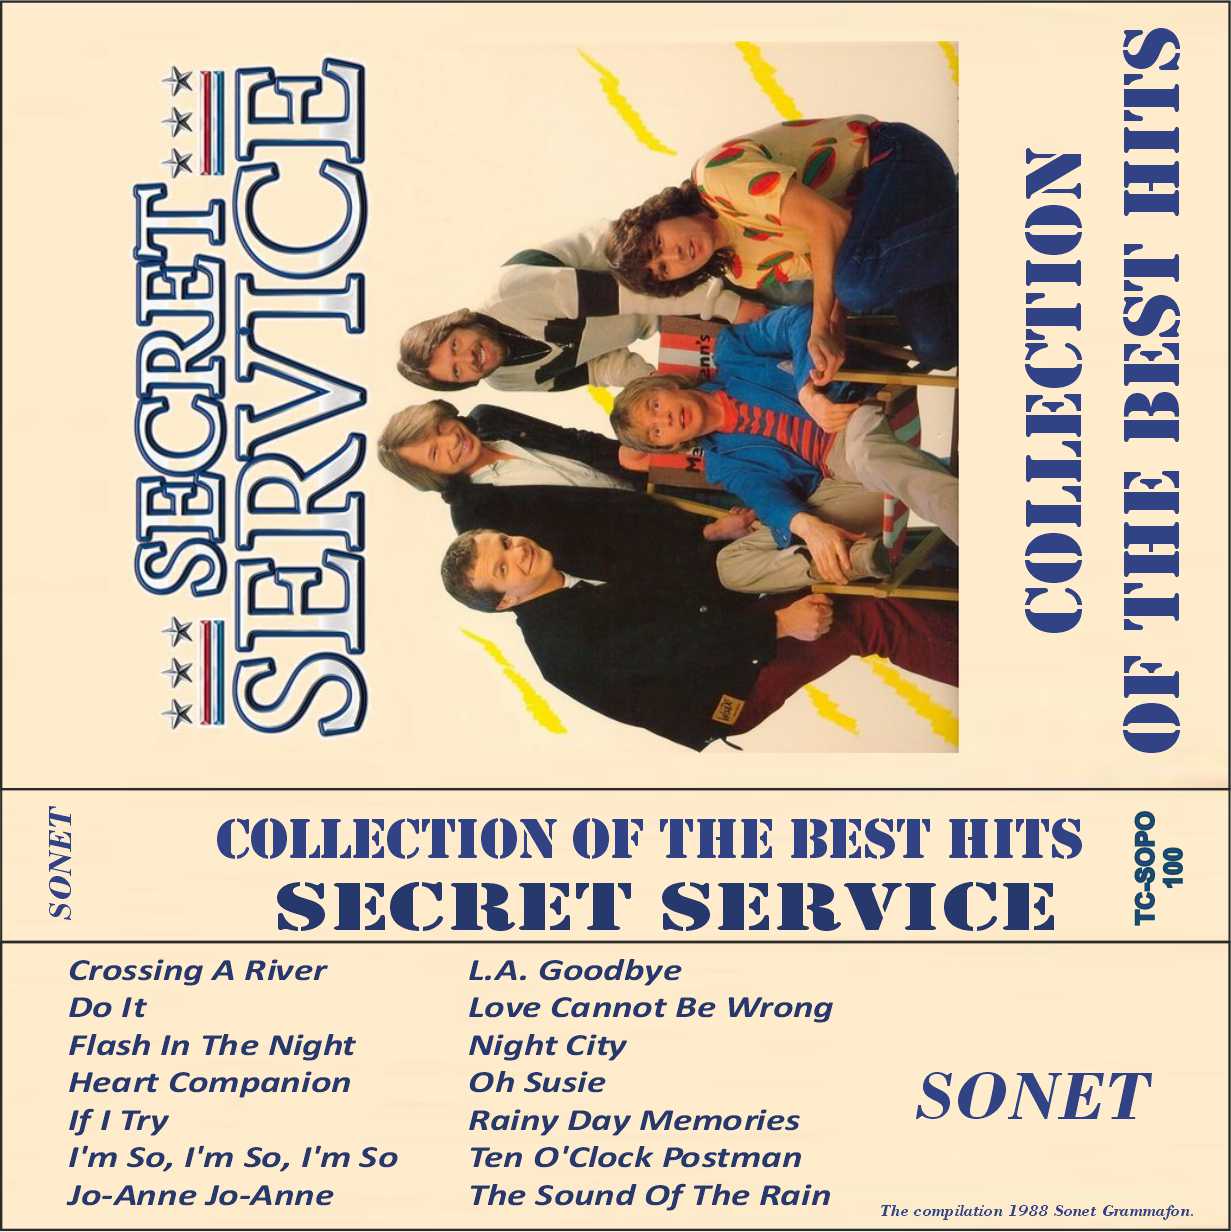 SECRET
SERVICE
Me nn's
COLLECTION
OF THE BEST HITS
SONET
COLLECTION OF THE BEST HITS
SECRET SERVICE
TC-SOPO
100
Crossing A River
Do It
Flash In The Night
Heart Companion
If I Try
I'm So, I'm So, I'm So
Jo-Anne Jo-Anne
L.A. Goodbye
Love Cannot Be Wrong
Night City
Oh Susie
Rainy Day Memories
Ten O'Clock Postman
The Sound Of The Rain
SONET
The compilation 1988 Sonet Grammafon.